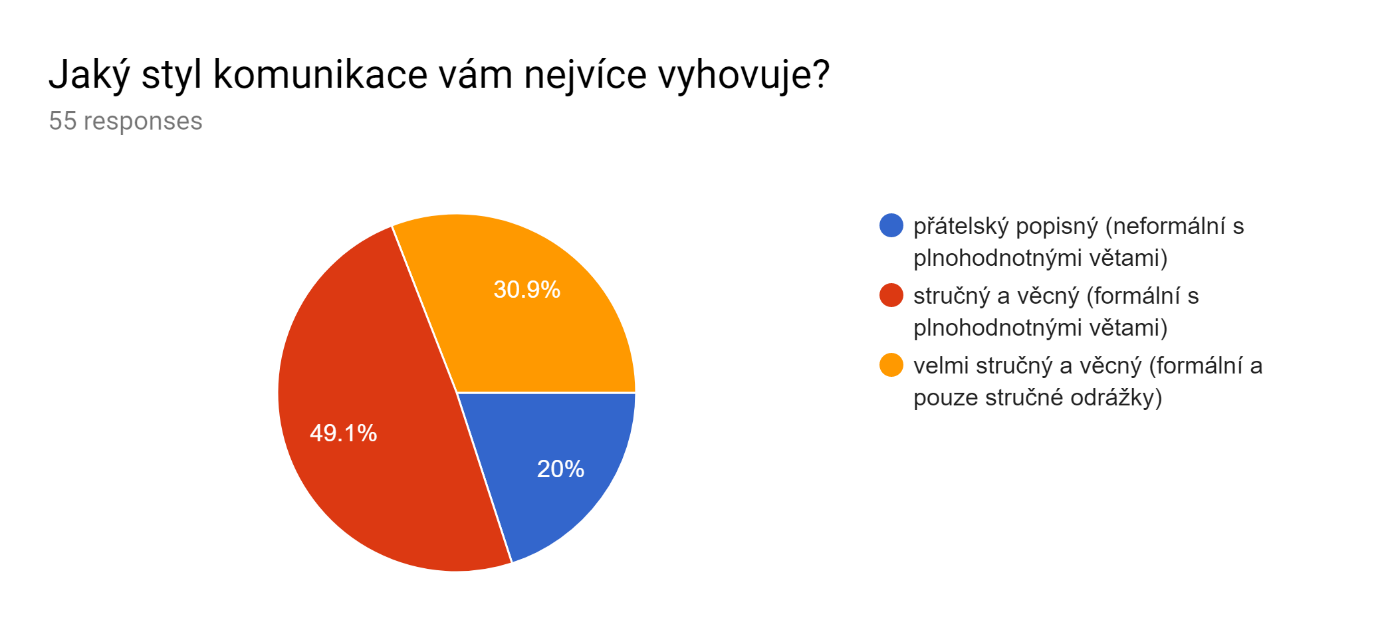 Jaký styl komunikace vám nejvíce vyhovuje?
55 responses
30.9%
49.1%
20%
přátelský popisný (neformální s
plnohodnotnými větami)
stručný a věcný (formální s
plnohodnotnými větami)
velmi stručný a věcný (formální a
pouze stručné odrážky)